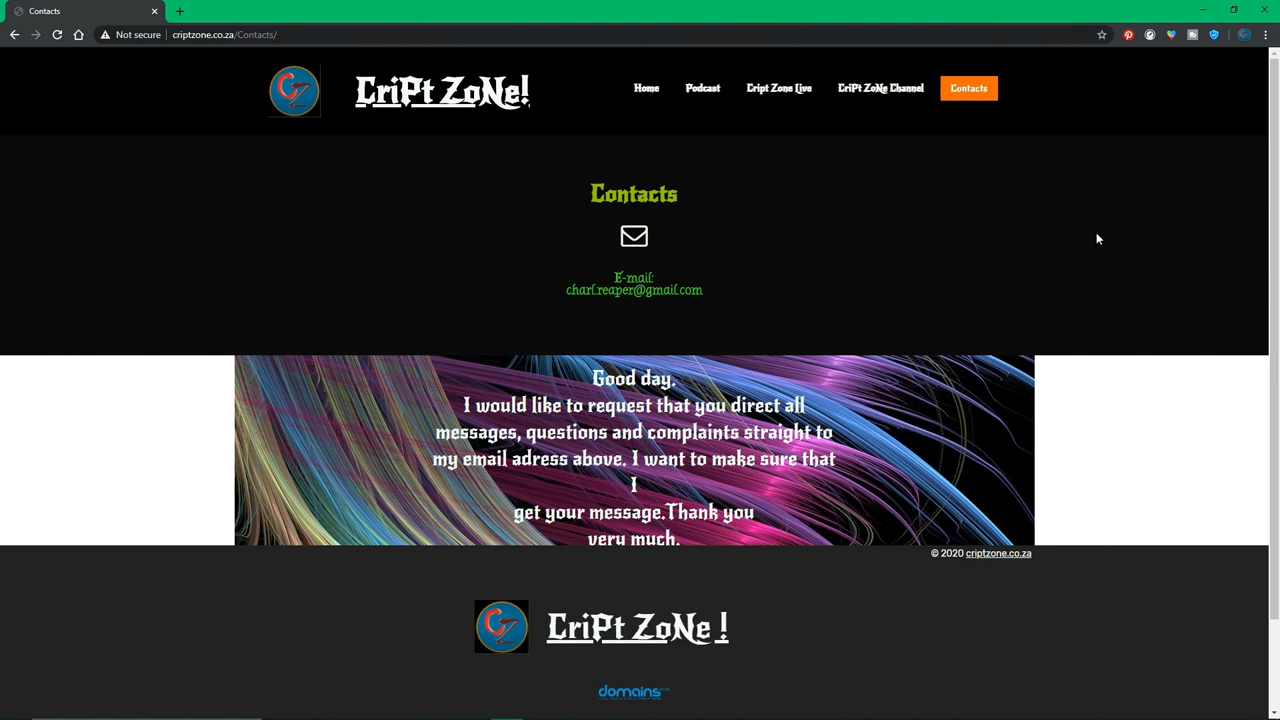 Contacts
Not secure
criptzone.co.za/Contacts/
CZ
CriPt ZoNe!
Home
Podcast
Cript Zone Live
CriPt ZoNe Channel
Contacts
Contacts
E-mail:
charl.reaper@gmail.com
Good day.
I would like to request that you direct all
messages, questions and complaints straight to
my email adress above. I want to make sure that
I
get your message.Thank you
very much.
© 2020 criptzone.co.za
CZ
CriPt ZoNe !
domains